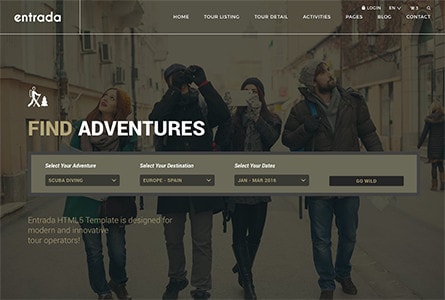 entrada
LOGIN EN 5
HOME TOUR LISTING TOUR DETAIL ACTIVITIES PAGES BLOG CONTACT
FIND ADVENTURES
Select Your Adventure Select Your Destination Select Your Dates
SCUBA DIVING EUROPE - SPAIN JAN - MAR 2016 GO WILD
Entrada HTML5 Template is designed for
modern and innovative
tour operators!